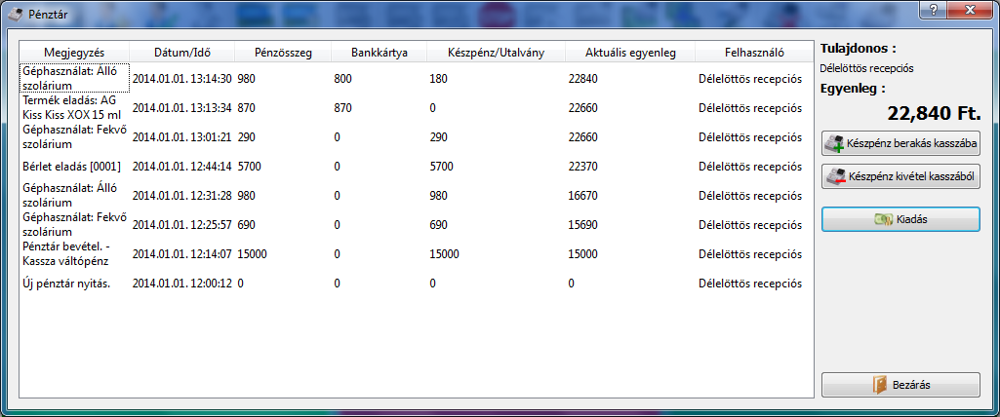 Pénztár
Megjegyzés Dátum/Idő Pénzösszeg Bankkártya Készpénz/Utalvány Aktuális egyenleg Felhasználó
Géphasználat: Álló
szolárium 2014.01.01. 13:14:30 980 800 180 22840 Délelöttös recepciós
Termék eladás: AG
Kiss Kiss XOX 15 ml 2014.01.01. 13:13:34 870 870 0 22660 Délelöttös recepciós
Géphasználat: Fekvő
szolárium 2014.01.01. 13:01:21 290 0 290 22660 Délelöttös recepciós
Bérlet eladás [0001] 2014.01.01. 12:44:14 5700 0 5700 22370 Délelöttös recepciós
Géphasználat: Álló
szolárium 2014.01.01. 12:31:28 980 0 980 16670 Délelöttös recepciós
Géphasználat: Fekvő
szolárium 2014.01.01. 12:25:57 690 0 690 15690 Délelöttös recepciós
Pénztár bevétel. -
Kassza váltópénz 2014.01.01. 12:14:07 15000 0 15000 15000 Délelöttös recepciós
Új pénztár nyitás. 2014.01.01. 12:00:12 0 0 0 0 Délelöttös recepciós
Tulajdonos :
Délelöttös recepciós
Egyenleg :
22,840 Ft.
Készpénz berakás kasszába
Készpénz kivétel kasszából
Kiadás
Bezárás